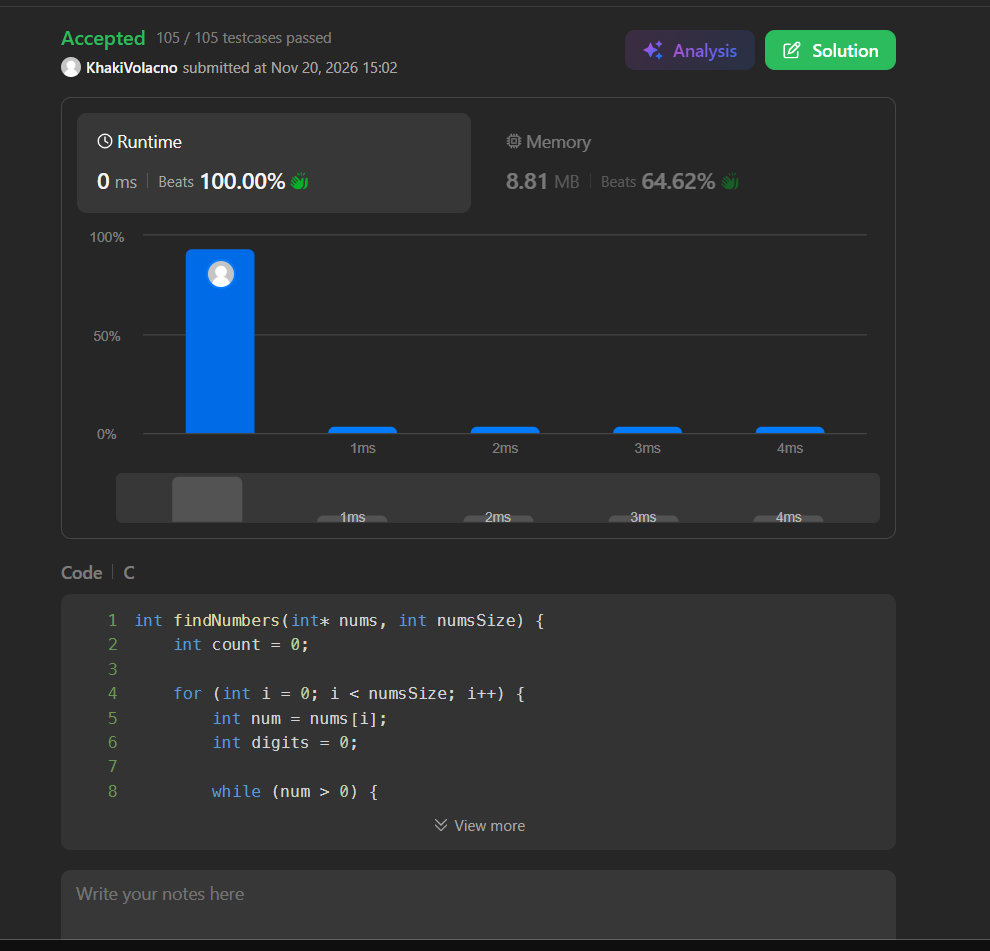 Accepted 105 / 105 testcases passed
KhakiVolacno submitted at Nov 20, 2026 15:02
Analysis
Solution
Runtime
0 ms Beats 100.00%
Memory
8.81 MB Beats 64.62%
100%
50%
0%
1ms 2ms 3ms 4ms
1ms 2ms 3ms 4ms
Code C
1 int findNumbers(int* nums, int numsSize) {
2     int count = 0;
3
4     for (int i = 0; i < numsSize; i++) {
5         int num = nums[i];
6         int digits = 0;
7
8         while (num > 0) {
View more
Write your notes here